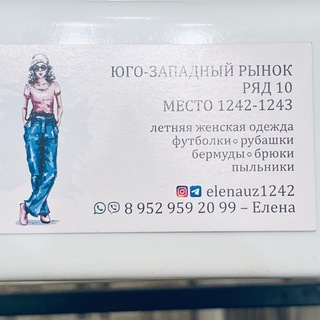 ЮГО-ЗАПАДНЫЙ РЫНОК
РЯД 10
МЕСТО 1242-1243
летняя женская одежда
футболки∘рубашки
бермуды∘брюки
пыльники
elenauz1242
8 952 959 20 99 – Елена